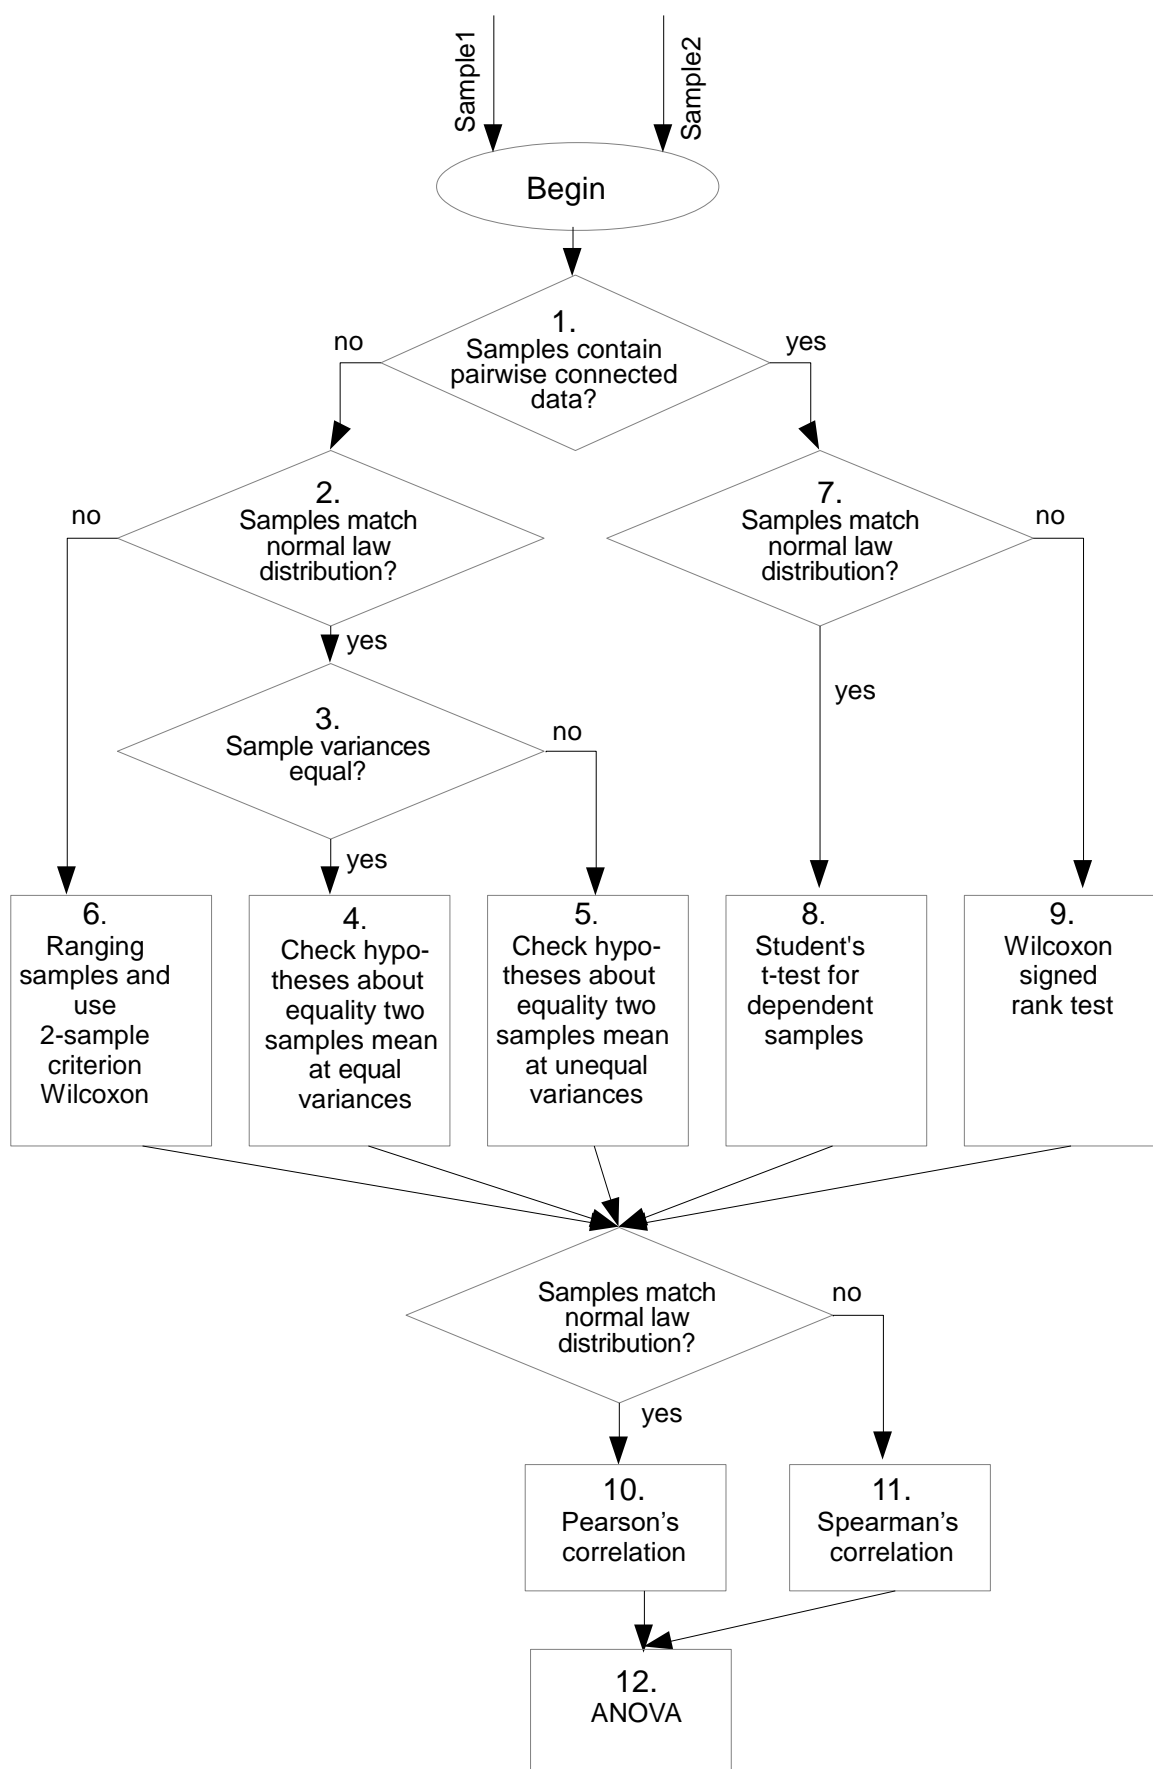 Sample1
Sample2
Begin
1.
Samples contain
pairwise connected
data?
no
yes
2.
Samples match
normal law
distribution?
no
yes
7.
Samples match
normal law
distribution?
no
yes
3.
Sample variances
equal?
no
yes
6.
Ranging
samples and
use
2-sample
criterion
Wilcoxon
4.
Check hypo-
theses about
equality two
samples mean
at equal
variances
5.
Check hypo-
theses about
equality two
samples mean
at unequal
variances
8.
Student's
t-test for
dependent
samples
9.
Wilcoxon
signed
rank test
Samples match
normal law
distribution?
no
yes
10.
Pearson’s
correlation
11.
Spearman’s
correlation
12.
ANOVA